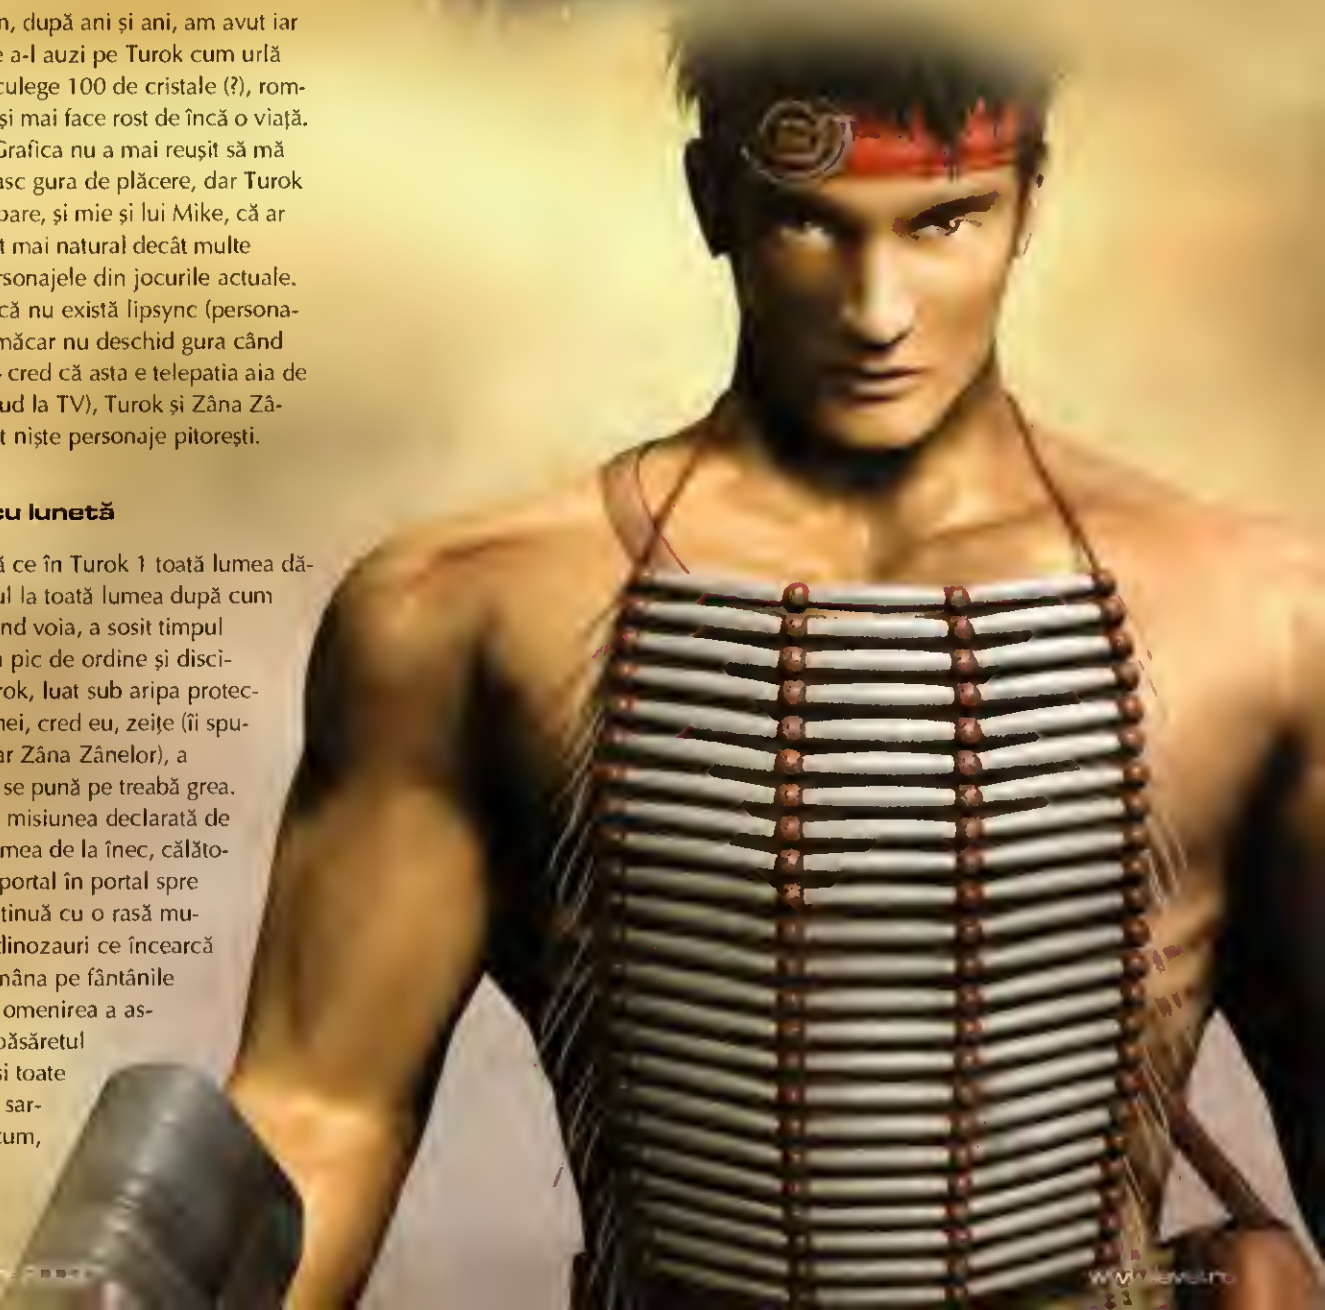 n, după ani și ani, am avut iar
e a-l auzi pe Turok cum urlă
culege 100 de cristale (?), rom-
și mai face rost de încă o viață.
Grafica nu a mai reușit să mă
asc gura de plăcere, dar Turok
pare, și mie și lui Mike, că ar
t mai natural decât multe
rsonajele din jocurile actuale.
că nu există lipsync (persona-
măcar nu deschid gura când
cred că asta e telepatia aia de
ud la TV), Turok și Zâna Zâ-
t niște personaje pitorești.
cu lunetă
ă ce în Turok 1 toată lumea dă-
ul la toată lumea după cum
nd voia, a sosit timpul
pic de ordine și disci-
rok, luat sub aripa protec-
nei, cred eu, zeițe (îi spu-
ar Zâna Zânelor), a
se pună pe treabă grea.
misiunea declarată de
mea de la înec, călăto-
portal în portal spre
tinuă cu o rasă mu-
dinozauri ce încearcă
mâna pe fântânile
omenirea a as-
păsăretul
și toate
sar-
tum,
www.level.ro